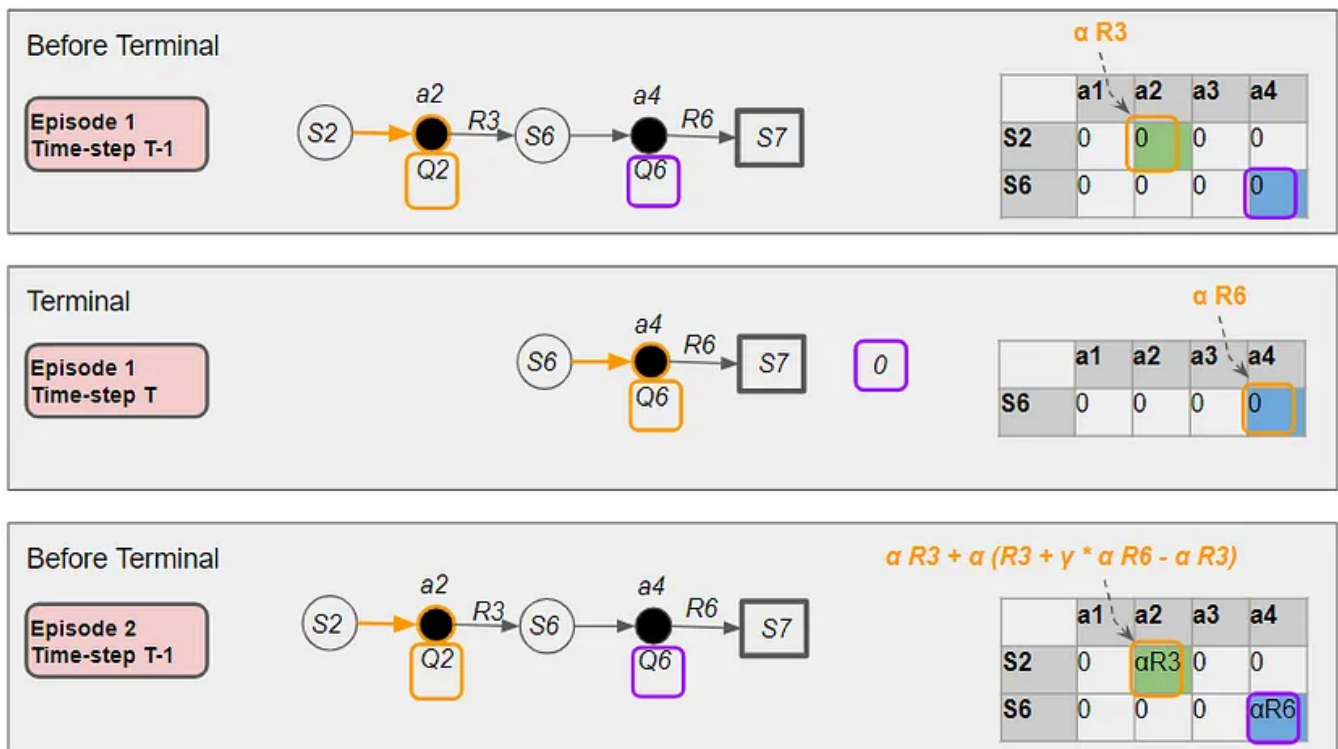 Before Terminal
Episode 1
Time-step T-1
S2
a2
Q2
R3
S6
a4
Q6
R6
S7
α R3
a1 a2 a3 a4
S2 0 0 0 0
S6 0 0 0 0
Terminal
Episode 1
Time-step T
S6
a4
Q6
R6
S7
0
α R6
a1 a2 a3 a4
S6 0 0 0 0
Before Terminal
Episode 2
Time-step T-1
S2
a2
Q2
R3
S6
a4
Q6
R6
S7
α R3 + α (R3 + γ * α R6 - α R3)
a1 a2 a3 a4
S2 0 αR3 0 0
S6 0 0 0 αR6